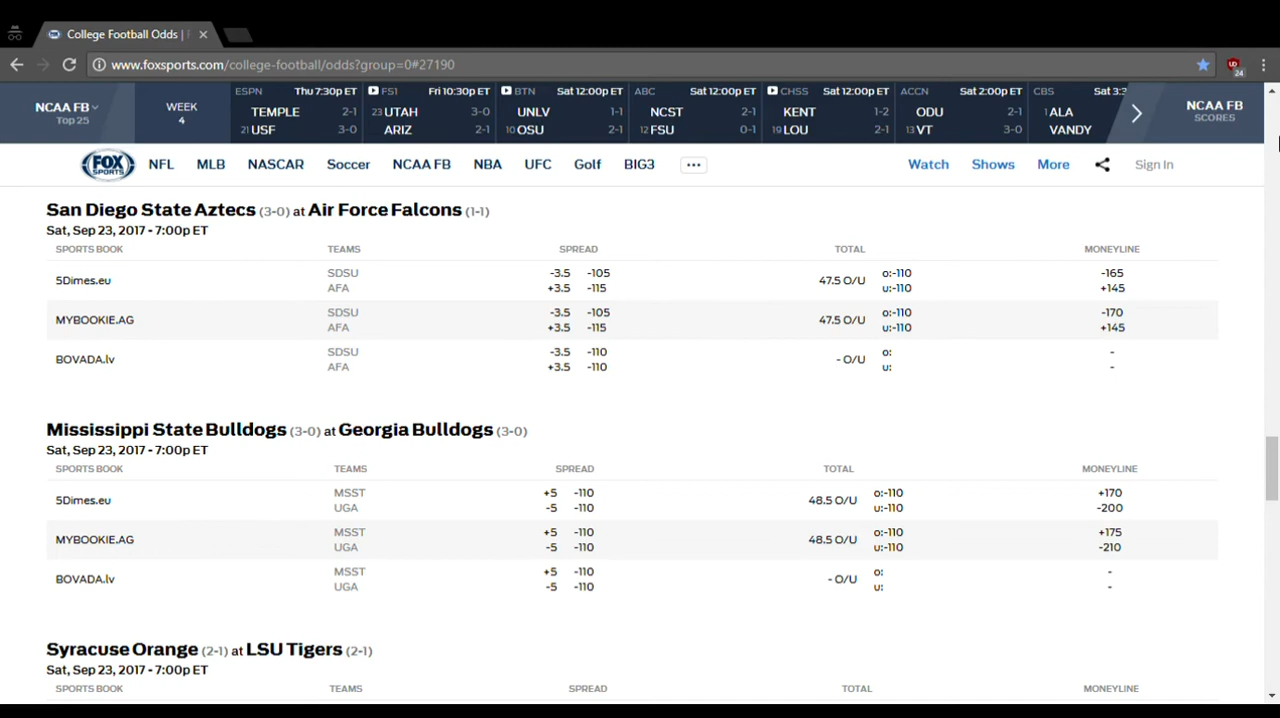 College Football Odds |
www.foxsports.com/college-football/odds?group=0#27190
24
NCAA FB
Top 25
WEEK
4
ESPN Thu 7:30p ET
TEMPLE 2-1
21 USF 3-0
FS1 Fri 10:30p ET
23 UTAH 3-0
ARIZ 2-1
BTN Sat 12:00p ET
UNLV 1-1
10 OSU 2-1
ABC Sat 12:00p ET
NCST 2-1
12 FSU 0-1
CHSS Sat 12:00p ET
KENT 1-2
19 LOU 2-1
ACCN Sat 2:00p ET
ODU 2-1
13 VT 3-0
CBS Sat 3:3
1 ALA
VANDY
NCAA FB
SCORES
FOX SPORTS NFL MLB NASCAR Soccer NCAA FB NBA UFC Golf BIG3 ... Watch Shows More Sign In
San Diego State Aztecs (3-0) at Air Force Falcons (1-1)
Sat, Sep 23, 2017 - 7:00p ET
SPORTS BOOK TEAMS SPREAD TOTAL MONEYLINE
SDSU -3.5 -105 o:-110 -165
5Dimes.eu 47.5 O/U
AFA +3.5 -115 u:-110 +145
SDSU -3.5 -105 o:-110 -170
MYBOOKIE.AG 47.5 O/U
AFA +3.5 -115 u:-110 +145
SDSU -3.5 -110 o: -
BOVADA.lv - O/U
AFA +3.5 -110 u: -
Mississippi State Bulldogs (3-0) at Georgia Bulldogs (3-0)
Sat, Sep 23, 2017 - 7:00p ET
SPORTS BOOK TEAMS SPREAD TOTAL MONEYLINE
MSST +5 -110 o:-110 +170
5Dimes.eu 48.5 O/U
UGA -5 -110 u:-110 -200
MSST +5 -110 o:-110 +175
MYBOOKIE.AG 48.5 O/U
UGA -5 -110 u:-110 -210
MSST +5 -110 o: -
BOVADA.lv - O/U
UGA -5 -110 u: -
Syracuse Orange (2-1) at LSU Tigers (2-1)
Sat, Sep 23, 2017 - 7:00p ET
SPORTS BOOK TEAMS SPREAD TOTAL MONEYLINE